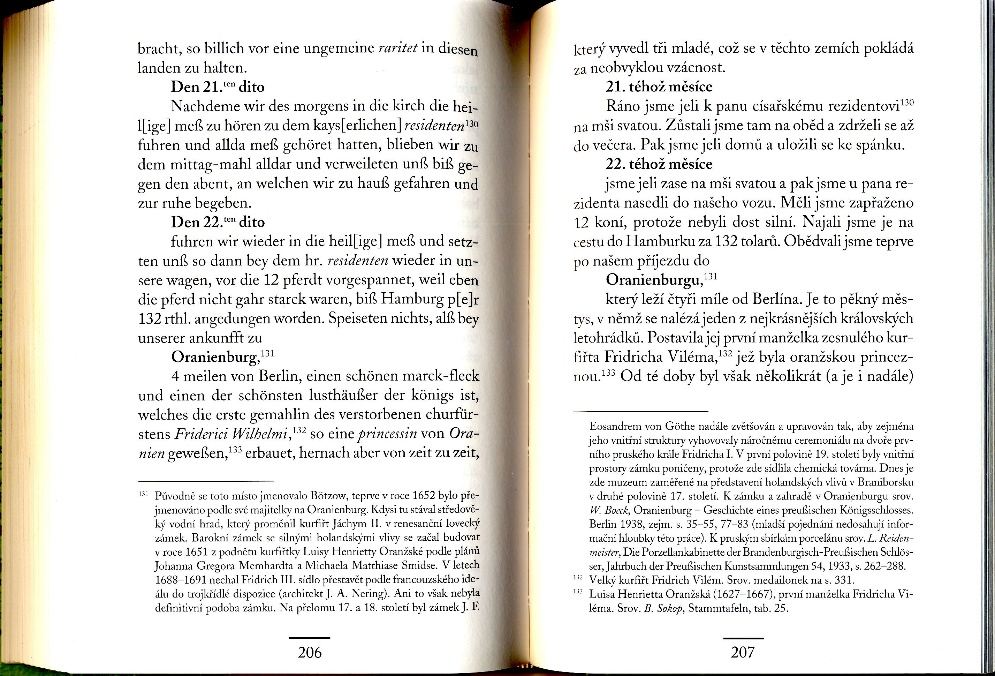 bracht, so billich vor eine ungemeine raritet in diesen
landen zu halten.
Den 21.ten dito
Nachdeme wir des morgens in die kirch die hei-
l[ige] meß zu hören zu dem kays[erlichen] residenten130
fuhren und allda meß gehöret hatten, blieben wir zu
dem mittag-mahl alldar und verweileten unß biß ge-
gen den abent, an welchen wir zu hauß gefahren und
zur ruhe begeben.
Den 22.ten dito
fuhren wir wieder in die heil[ige] meß und setz-
ten unß so dann bey dem hr. residenten wieder in un-
sere wagen, vor die 12 pferdt vorgespannet, weil eben
die pferd nicht gahr starck waren, biß Hamburg p[e]r
132 rthl. angedungen worden. Speiseten nichts, alß bey
unserer ankunfft zu
Oranienburg,131
4 meilen von Berlin, einen schönen marck-fleck
und einen der schönsten lusthäußer der königs ist,
welches die erste gemahlin des verstorbenen churfür-
stens Friderici Wilhelmi,132 so eine princessin von Ora-
nien geweßen,133 erbauet, hernach aber von zeit zu zeit,
131 Původně se toto místo jmenovalo Bötzow, teprve v roce 1652 bylo pře-
jmenováno podle své majitelky na Oranienburg. Kdysi tu stával středově-
ký vodní hrad, který proměnil kurfiřt Jáchym II. v renesanční lovecký
zámek. Barokní zámek se silnými holandskými vlivy se začal budovat
v roce 1651 z podnětu kurfiřtky Luisy Henrietty Oranžské podle plánů
Johanna Gregora Memhardta a Michaela Matthiase Smidse. V letech
1688–1691 nechal Fridrich III. sídlo přestavět podle francouzského ide-
álu do trojkřídlé dispozice (architekt J. A. Nering). Ani to však nebyla
definitivní podoba zámku. Na přelomu 17. a 18. století byl zámek J. F.
206
který vyvedl tři mladé, což se v těchto zemích pokládá
za neobvyklou vzácnost.
21. téhož měsíce
Ráno jsme jeli k panu císařskému rezidentovi130
na mši svatou. Zůstali jsme tam na oběd a zdrželi se až
do večera. Pak jsme jeli domů a uložili se ke spánku.
22. téhož měsíce
jsme jeli zase na mši svatou a pak jsme u pana re-
zidenta nasedli do našeho vozu. Měli jsme zapřaženo
12 koní, protože nebyli dost silní. Najali jsme je na
cestu do Hamburku za 132 tolarů. Obědvali jsme teprve
po našem příjezdu do
Oranienburgu,131
který leží čtyři míle od Berlína. Je to pěkný měs-
tys, v němž se nalézá jeden z nejkrásnějších královských
letohrádků. Postavila jej první manželka zesnulého kur-
fiřta Fridricha Viléma,132 jež byla oranžskou princez-
nou.133 Od té doby byl však několikrát (a je i nadále)
Eosandrem von Göthe nadále zvětšován a upravován tak, aby zejména
jeho vnitřní struktury vyhovovaly náročnému ceremoniálu na dvoře prv-
ního pruského krále Fridricha I. V první polovině 19. století byly vnitřní
prostory zámku poničeny, protože zde sídlila chemická továrna. Dnes je
zde muzeum zaměřené na představení holandských vlivů v Braniborsku
v druhé polovině 17. století. K zámku a zahradě v Oranienburgu srov.
W. Boeck, Oranienburg – Geschichte eines preußischen Königsschlosses,
Berlin 1938, zejm. s. 35–55, 77–83 (mladší pojednání nedosahují infor-
mační hloubky této práce). K pruským sbírkám porcelánu srov. L. Reiden-
meister, Die Porzellankabinette der Brandenburgisch-Preußischen Schlös-
ser, Jahrbuch der Preußischen Kunstsammlungen 54, 1933, s. 262–288.
132 Velký kurfiřt Fridrich Vilém. Srov. medailonek na s. 331.
133 Luisa Henrietta Oranžská (1627–1667), první manželka Fridricha Vi-
léma. Srov. B. Sokop, Stammtafeln, tab. 25.
207